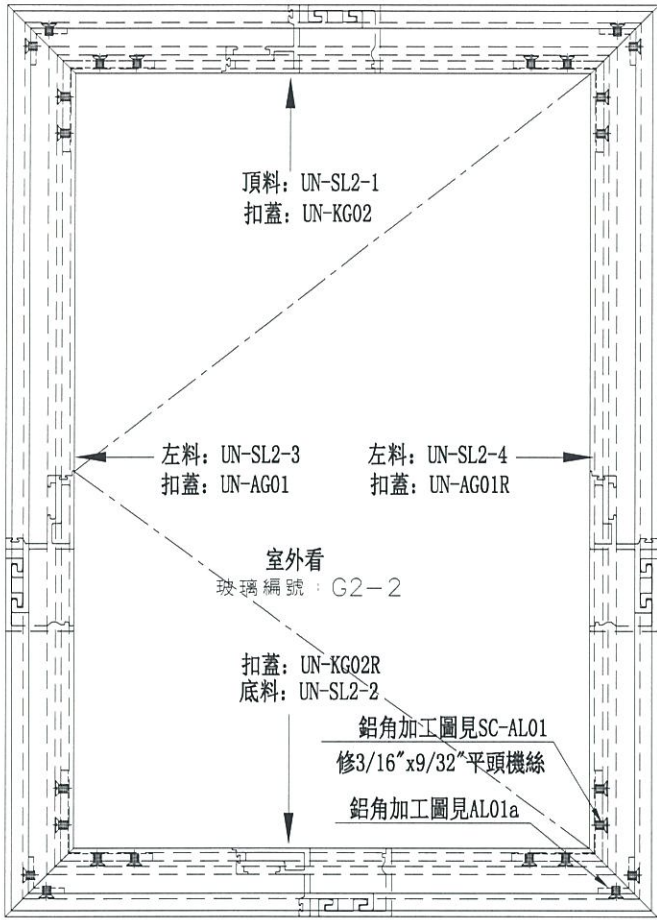 頂料: UN-SL2-1
扣蓋: UN-KG02
左料: UN-SL2-3
扣蓋: UN-AG01
左料: UN-SL2-4
扣蓋: UN-AG01R
室外看
玻璃編號:G2-2
扣蓋: UN-KG02R
底料: UN-SL2-2
鋁角加工圖見SC-AL01
修3/16"x9/32"平頭機絲
鋁角加工圖見AL01a